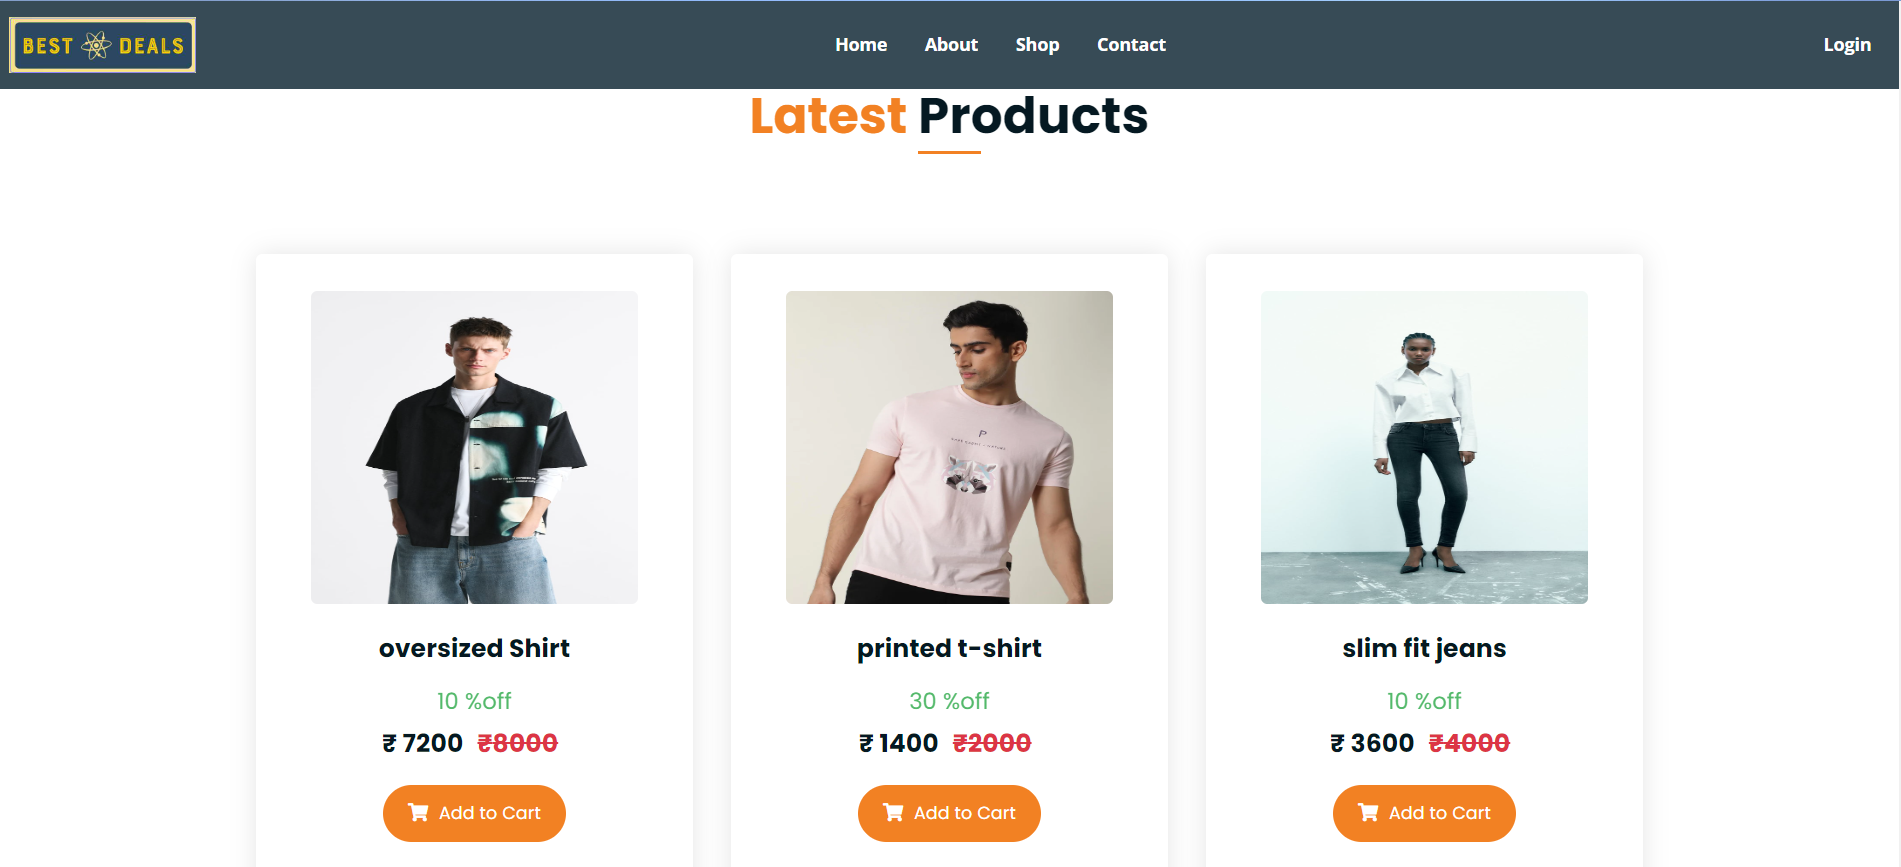 BEST DEALS
Home About Shop Contact
Login
Latest Products
oversized Shirt
10 %off
₹ 7200 ₹8000
Add to Cart
printed t-shirt
30 %off
₹ 1400 ₹2000
Add to Cart
P
slim fit jeans
10 %off
₹ 3600 ₹4000
Add to Cart